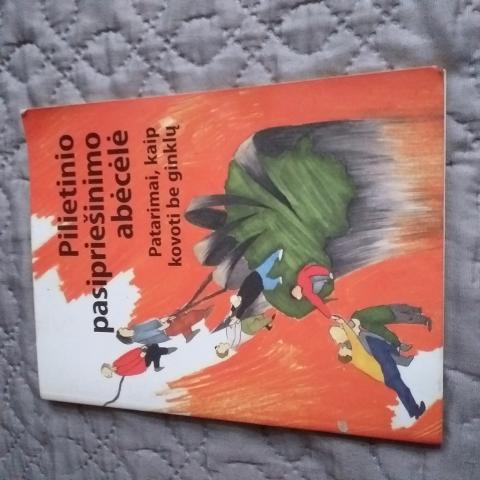 Pilietinio
pasipriešinimo
abėcėlė
Patarimai, kaip
kovoti be ginklų